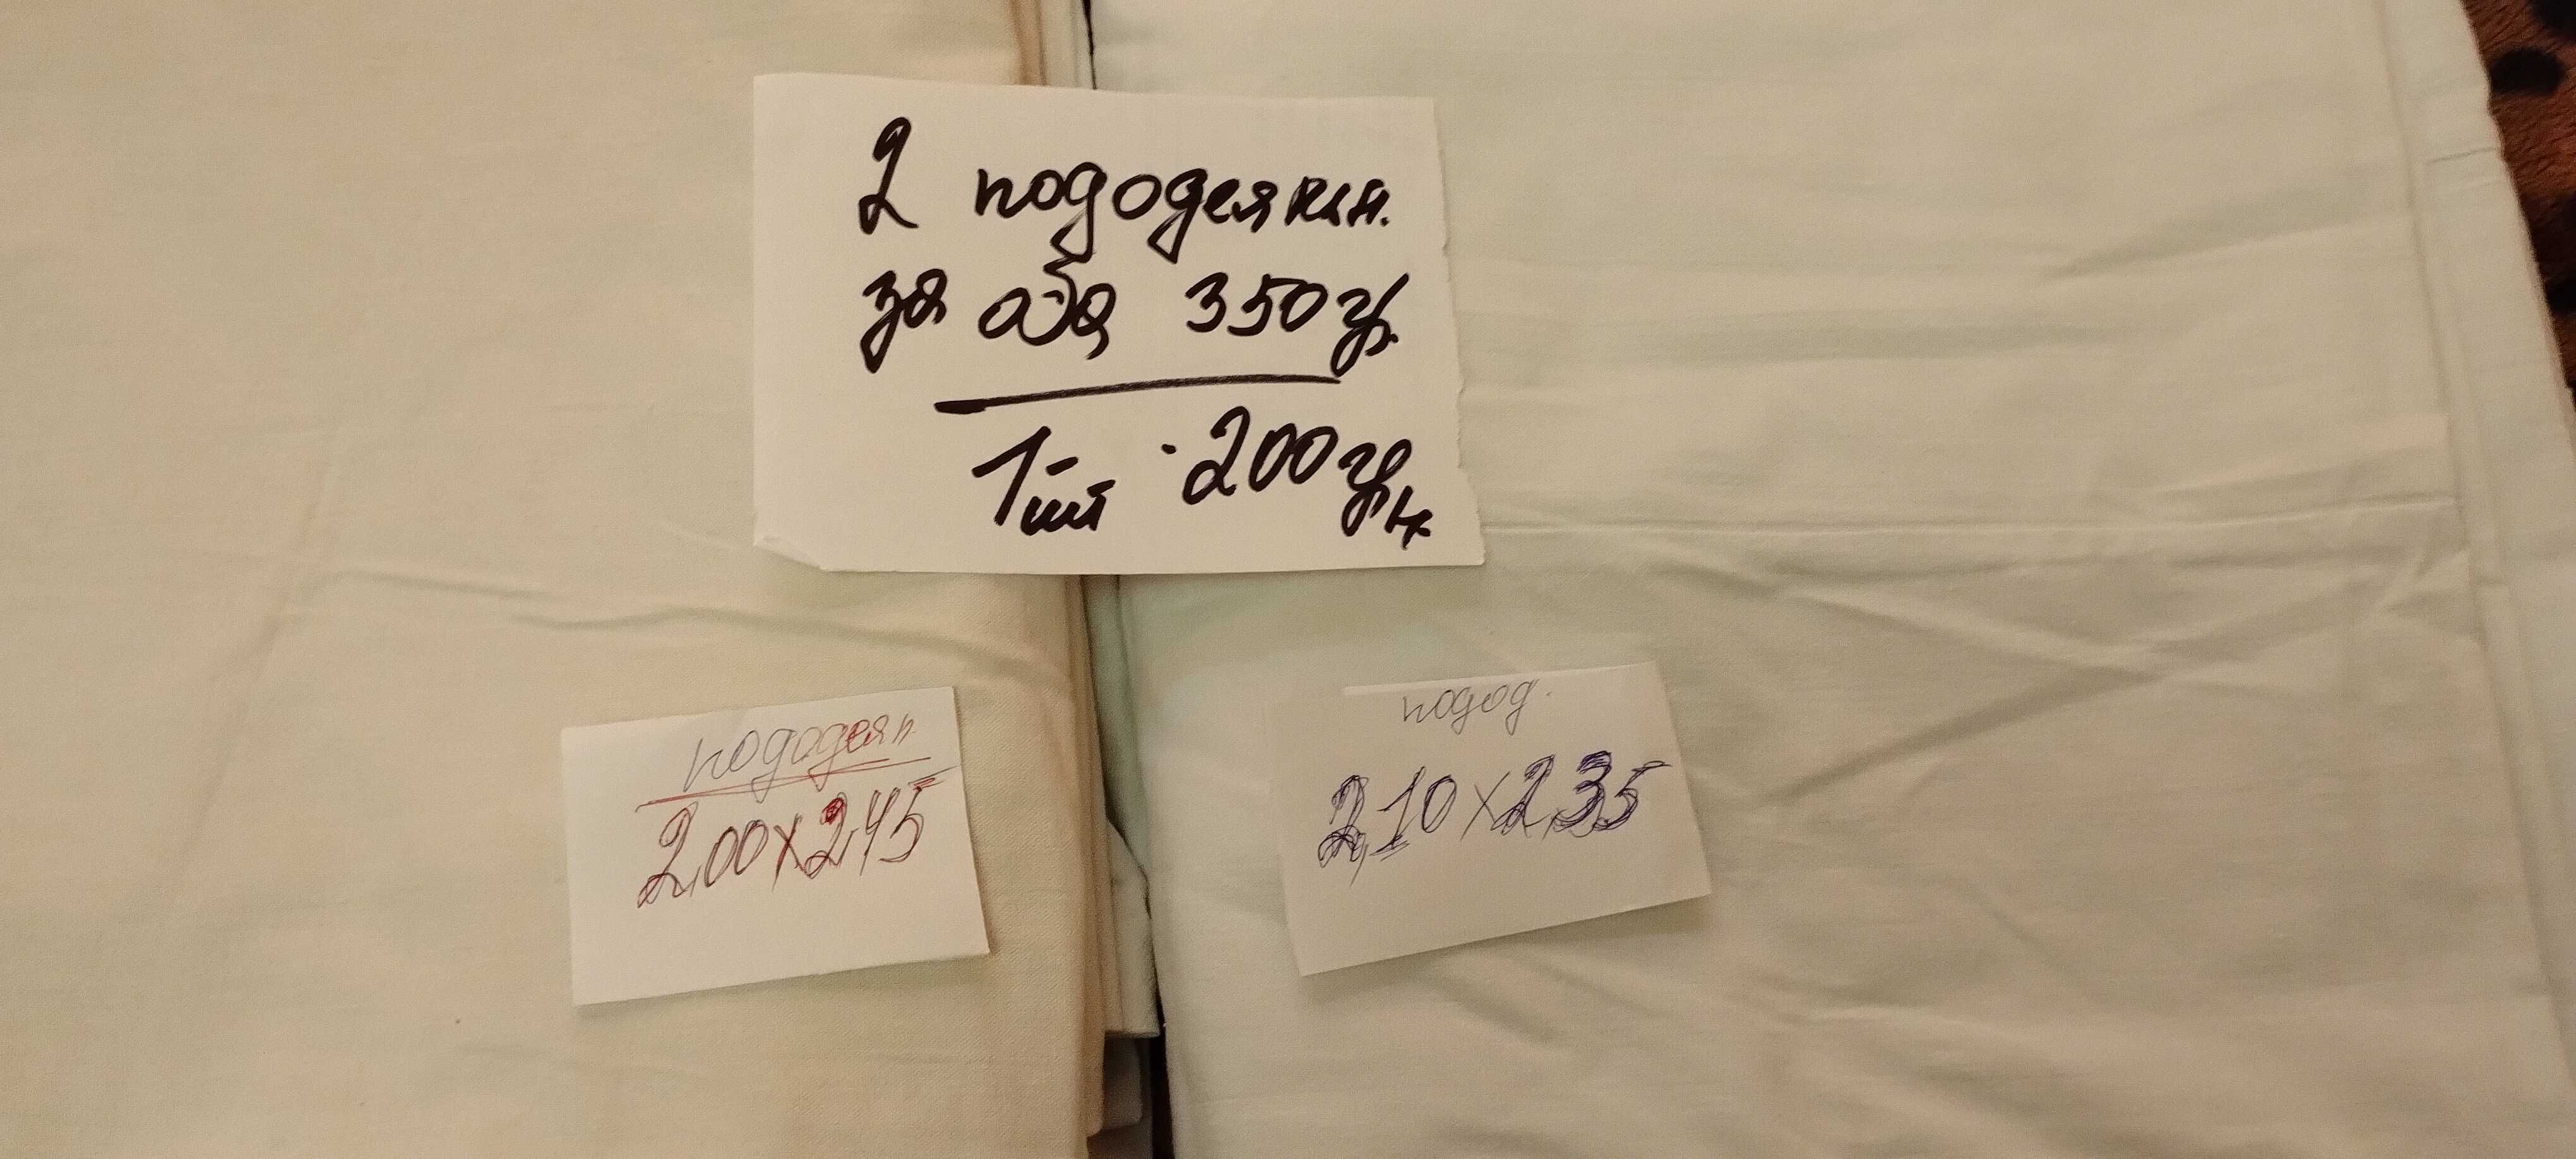 2 пододеяльн.
за оба 350 гр.
1 шт - 200 грн
пододеял.
2,00х2,45
подод.
2,10х2,35